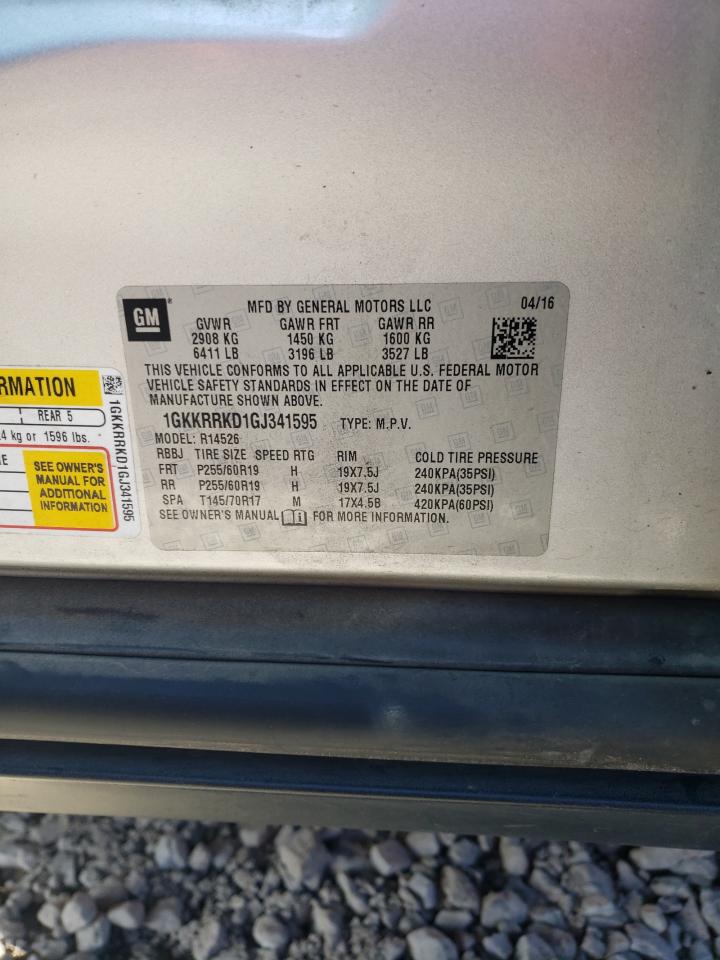 GM®
MFD BY GENERAL MOTORS LLC 04/16
GVWR GAWR FRT GAWR RR
2908 KG 1450 KG 1600 KG
6411 LB 3196 LB 3527 LB
THIS VEHICLE CONFORMS TO ALL APPLICABLE U.S. FEDERAL MOTOR
VEHICLE SAFETY STANDARDS IN EFFECT ON THE DATE OF
MANUFACTURE SHOWN ABOVE.
1GKKRRKD1GJ341595 TYPE: M.P.V.
MODEL: R14526
RBBJ TIRE SIZE SPEED RTG RIM COLD TIRE PRESSURE
FRT P255/60R19 H 19X7.5J 240KPA(35PSI)
RR P255/60R19 H 19X7.5J 240KPA(35PSI)
SPA T145/70R17 M 17X4.5B 420KPA(60PSI)
SEE OWNER'S MANUAL FOR MORE INFORMATION.
REAR 5
kg or 1596 lbs.
SEE OWNER'S
MANUAL FOR
ADDITIONAL
INFORMATION
1GKKRRKD1GJ341595